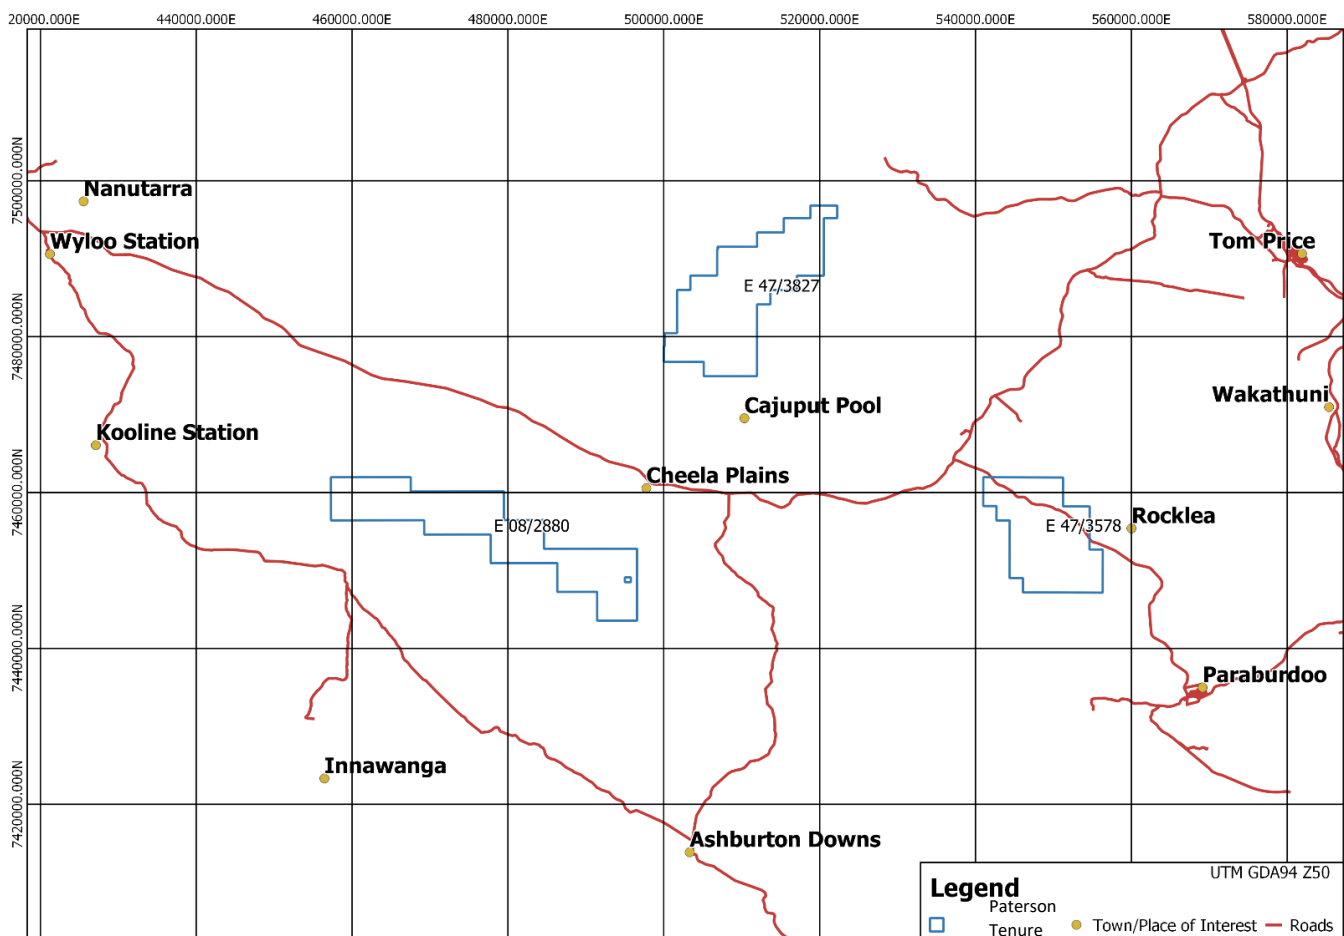 20000.000E 440000.000E 460000.000E 480000.000E 500000.000E 520000.000E 540000.000E 560000.000E 580000.000E
7500000.000N
Nanutarra
Wyloo Station
Tom Price
E 47/3827
7480000.000N
Cajuput Pool
Wakathuni
Kooline Station
Cheela Plains
7460000.000N
E 08/2880
E 47/3578
Rocklea
7440000.000N
Paraburdoo
Innawanga
7420000.000N
Ashburton Downs
UTM GDA94 Z50
Legend
Paterson
Tenure
Town/Place of Interest
Roads